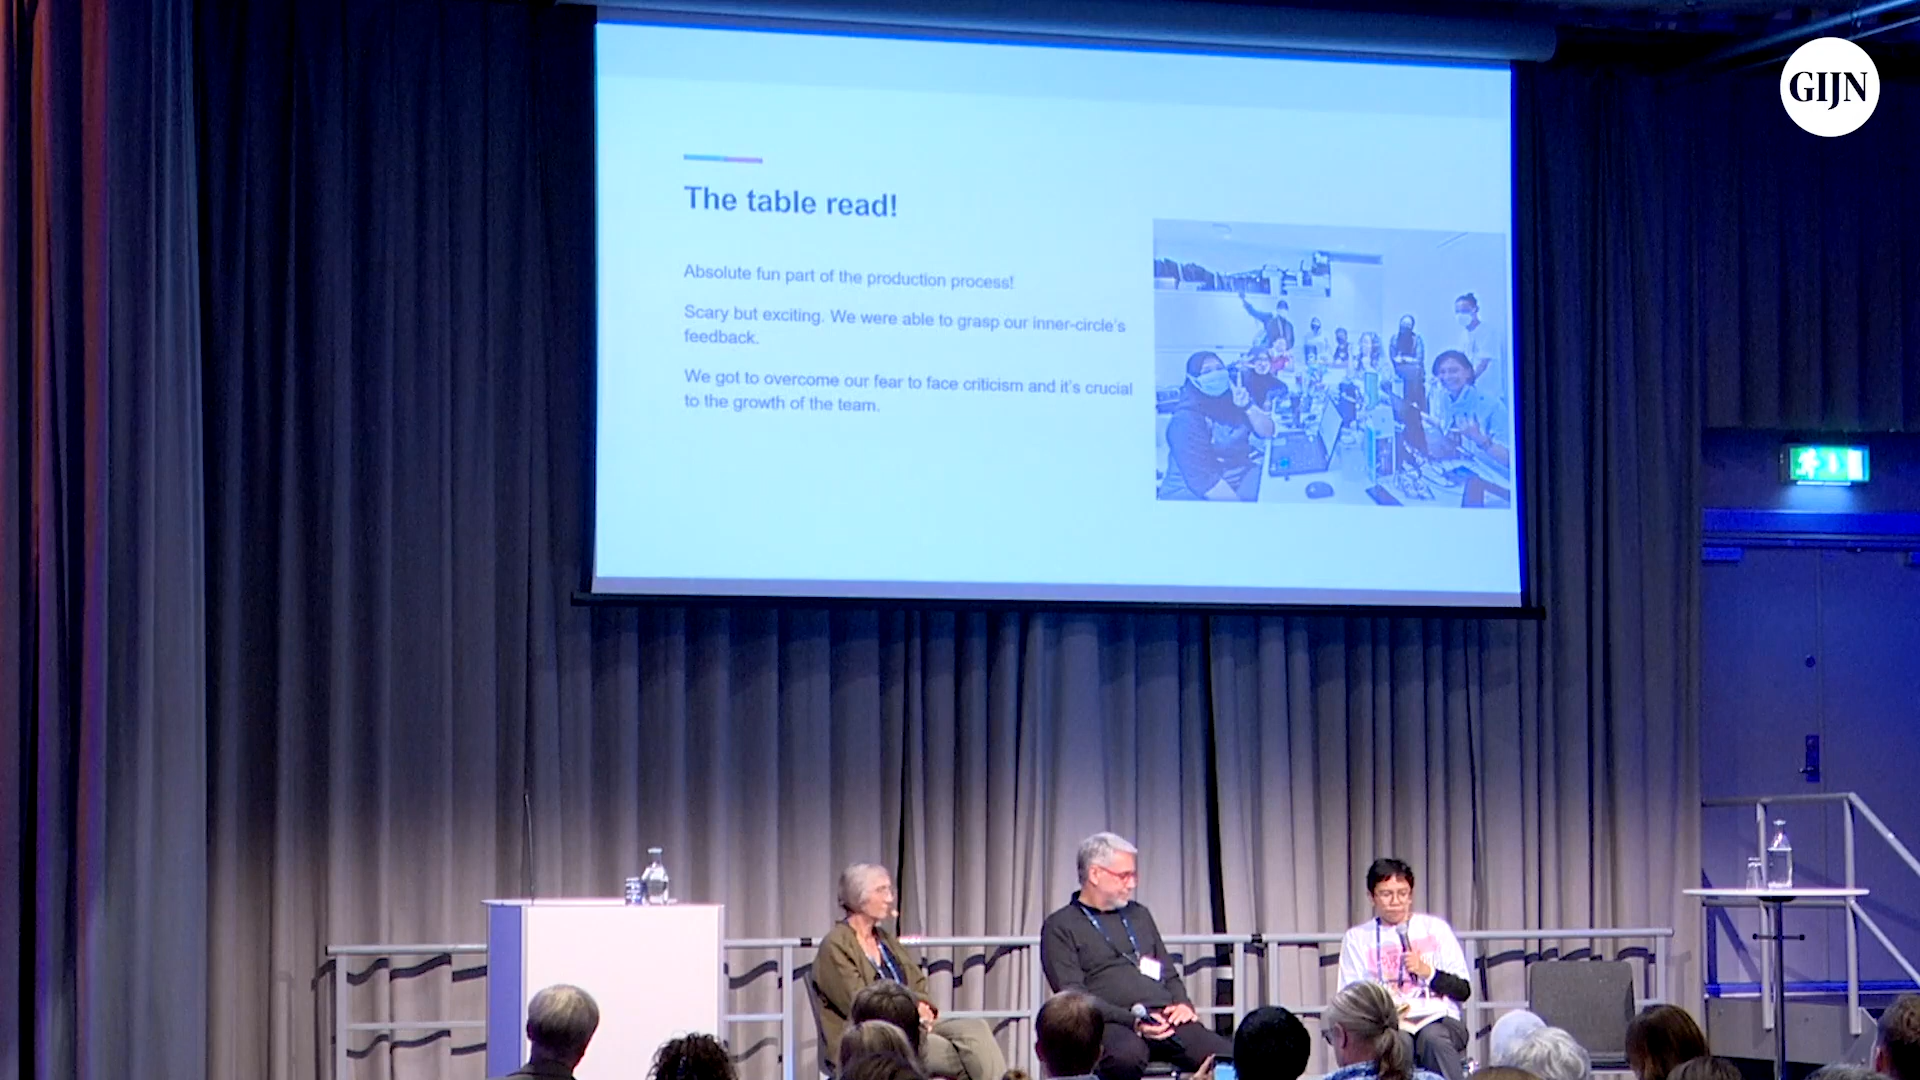 GIJN
The table read!
Absolute fun part of the production process!
Scary but exciting. We were able to grasp our inner-circle's
feedback.
We got to overcome our fear to face criticism and it's crucial
to the growth of the team.